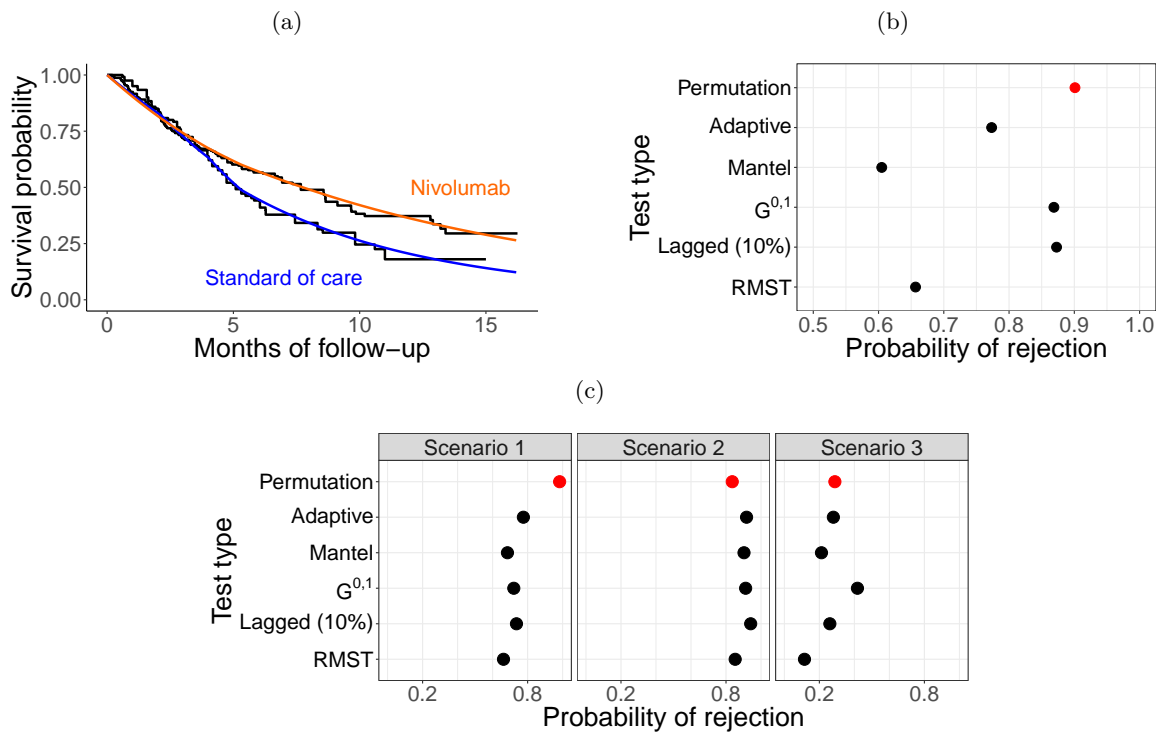 (a)
Survival probability
1.00
0.75
0.50
0.25
0.00
Nivolumab
Standard of care
0 5 10 15
Months of follow−up
(b)
Test type
Permutation
Adaptive
Mantel
G0,1
Lagged (10%)
RMST
0.5 0.6 0.7 0.8 0.9 1.0
Probability of rejection
(c)
Scenario 1 Scenario 2 Scenario 3
Test type
Permutation
Adaptive
Mantel
G0,1
Lagged (10%)
RMST
0.2 0.8 0.2 0.8 0.2 0.8
Probability of rejection